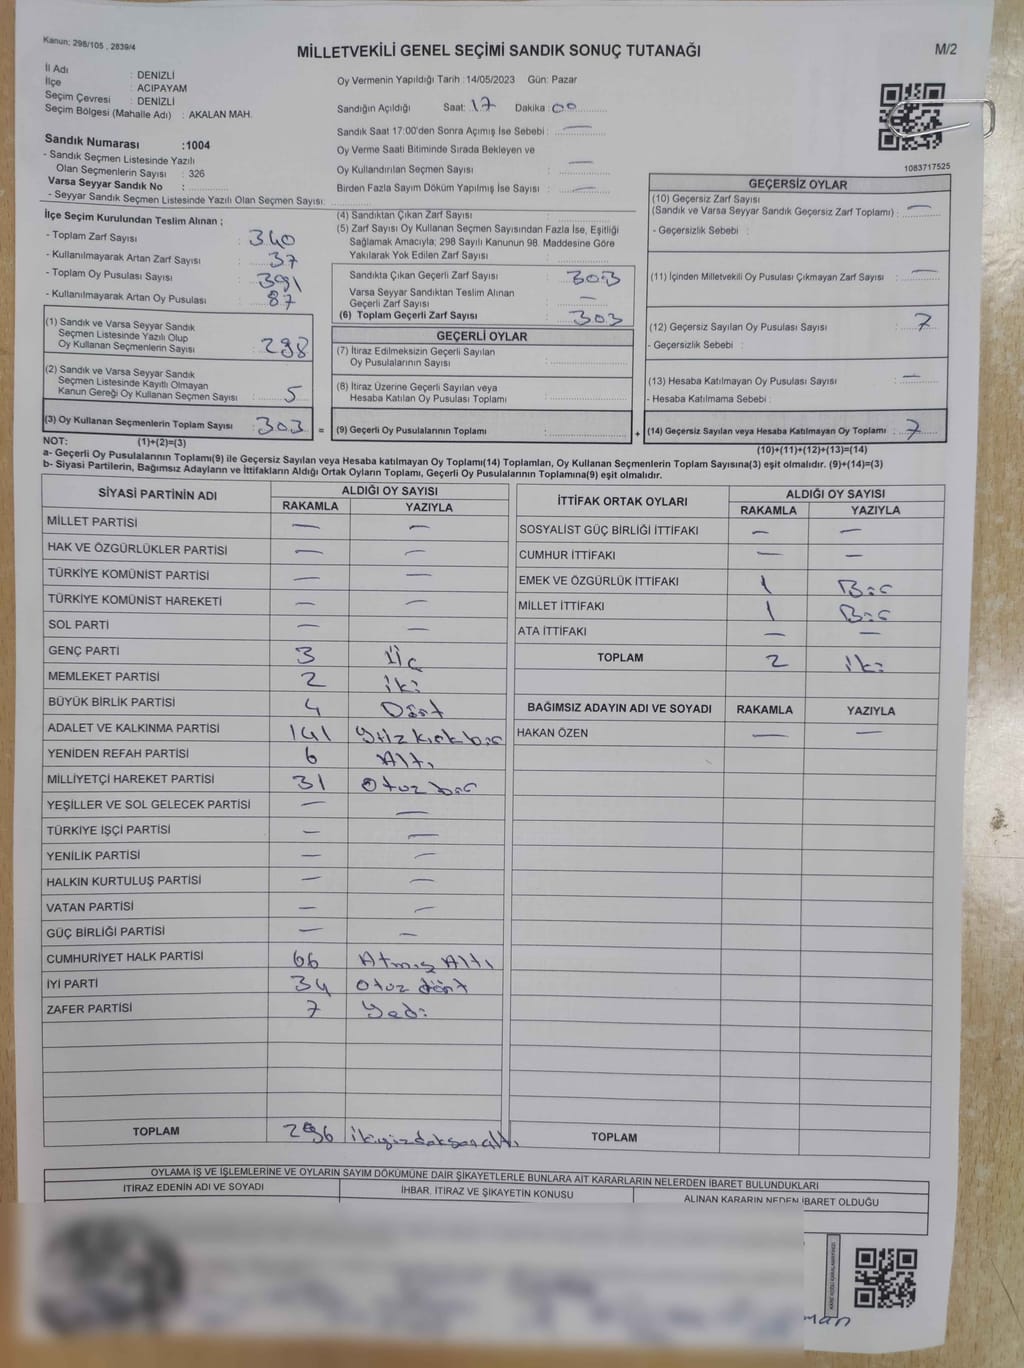 Kanun: 298/105 , 2839/4
MİLLETVEKİLİ GENEL SEÇİMİ SANDIK SONUÇ TUTANAĞI
M/2
İl Adı : DENİZLİ
İlçe : ACIPAYAM
Seçim Çevresi : DENİZLİ
Seçim Bölgesi (Mahalle Adı) : AKALAN MAH.
Sandık Numarası :1004
- Sandık Seçmen Listesinde Yazılı
Olan Seçmenlerin Sayısı : 326
Varsa Seyyar Sandık No :
- Seyyar Sandık Seçmen Listesinde Yazılı Olan Seçmen Sayısı:
Oy Vermenin Yapıldığı Tarih :14/05/2023 Gün: Pazar
Sandığın Açıldığı Saat: 17 Dakika : 00
Sandık Saat 17:00'den Sonra Açımış İse Sebebi : —
Oy Verme Saati Bitiminde Sırada Bekleyen ve
Oy Kullandırılan Seçmen Sayısı : —
Birden Fazla Sayım Döküm Yapılmış İse Sayısı : —
1083717525
İlçe Seçim Kurulundan Teslim Alınan ;
- Toplam Zarf Sayısı : 340
- Kullanılmayarak Artan Zarf Sayısı : 37
- Toplam Oy Pusulası Sayısı : 391
- Kullanılmayarak Artan Oy Pusulası : 87
(1) Sandık ve Varsa Seyyar Sandık
Seçmen Listesinde Yazılı Olup
Oy Kullanan Seçmenlerin Sayısı : 298
(2) Sandık ve Varsa Seyyar Sandık
Seçmen Listesinde Kayıtlı Olmayan
Kanun Gereği Oy Kullanan Seçmen Sayısı : 5
(3) Oy Kullanan Seçmenlerin Toplam Sayısı : 303
(1)+(2)=(3)
(4) Sandıktan Çıkan Zarf Sayısı :
(5) Zarf Sayısı Oy Kullanan Seçmen Sayısından Fazla İse, Eşitliği
Sağlamak Amacıyla; 298 Sayılı Kanunun 98. Maddesine Göre
Yakılarak Yok Edilen Zarf Sayısı :
Sandıkta Çıkan Geçerli Zarf Sayısı : 303
Varsa Seyyar Sandıktan Teslim Alınan
Geçerli Zarf Sayısı : —
(6) Toplam Geçerli Zarf Sayısı : 303
GEÇERLİ OYLAR
(7) İtiraz Edilmeksizin Geçerli Sayılan
Oy Pusulalarının Sayısı :
(8) İtiraz Üzerine Geçerli Sayılan veya
Hesaba Katılan Oy Pusulası Toplamı :
= (9) Geçerli Oy Pusulalarının Toplamı : +
GEÇERSİZ OYLAR
(10) Geçersiz Zarf Sayısı
(Sandık ve Varsa Seyyar Sandık Geçersiz Zarf Toplamı) : —
- Geçersizlik Sebebi :
(11) İçinden Milletvekili Oy Pusulası Çıkmayan Zarf Sayısı : —
(12) Geçersiz Sayılan Oy Pusulası Sayısı : 7
- Geçersizlik Sebebi :
(13) Hesaba Katılmayan Oy Pusulası Sayısı : —
- Hesaba Katılmama Sebebi :
(14) Geçersiz Sayılan veya Hesaba Katılmayan Oy Toplamı : 7
(10)+(11)+(12)+(13)=(14)
NOT:
a- Geçerli Oy Pusulalarının Toplamı(9) ile Geçersiz Sayılan veya Hesaba katılmayan Oy Toplamı(14) Toplamları, Oy Kullanan Seçmenlerin Toplam Sayısına(3) eşit olmalıdır. (9)+(14)=(3)
b- Siyasi Partilerin, Bağımsız Adayların ve İttifakların Aldığı Ortak Oyların Toplamı, Geçerli Oy Pusulalarının Toplamına(9) eşit olmalıdır.
SİYASİ PARTİNİN ADI ALDIĞI OY SAYISI
RAKAMLA YAZIYLA
MİLLET PARTİSİ — —
HAK VE ÖZGÜRLÜKLER PARTİSİ — —
TÜRKİYE KOMÜNİST PARTİSİ — —
TÜRKİYE KOMÜNİST HAREKETİ — —
SOL PARTİ — —
GENÇ PARTİ 3 Üç
MEMLEKET PARTİSİ 2 iki
BÜYÜK BİRLİK PARTİSİ 4 Dört
ADALET VE KALKINMA PARTİSİ 141 Yüz kırk bir
YENİDEN REFAH PARTİSİ 6 Altı
MİLLİYETÇİ HAREKET PARTİSİ 31 Otuz bir
YEŞİLLER VE SOL GELECEK PARTİSİ — —
TÜRKİYE İŞÇİ PARTİSİ — —
YENİLİK PARTİSİ — —
HALKIN KURTULUŞ PARTİSİ — —
VATAN PARTİSİ — —
GÜÇ BİRLİĞİ PARTİSİ — —
CUMHURİYET HALK PARTİSİ 66 Atmış Altı
İYİ PARTİ 34 Otuz dört
ZAFER PARTİSİ 7 Yedi
TOPLAM 296 ikiyüzdoksanaltı
İTTİFAK ORTAK OYLARI ALDIĞI OY SAYISI
RAKAMLA YAZIYLA
SOSYALİST GÜÇ BİRLİĞİ İTTİFAKI — —
CUMHUR İTTİFAKI — —
EMEK VE ÖZGÜRLÜK İTTİFAKI 1 Bir
MİLLET İTTİFAKI 1 Bir
ATA İTTİFAKI — —
TOPLAM 2 iki
BAĞIMSIZ ADAYIN ADI VE SOYADI RAKAMLA YAZIYLA
HAKAN ÖZEN — —
TOPLAM
OYLAMA İŞ VE İŞLEMLERİNE VE OYLARIN SAYIM DÖKÜMÜNE DAİR ŞİKAYETLERLE BUNLARA AİT KARARLARIN NELERDEN İBARET BULUNDUKLARI
İTİRAZ EDENİN ADI VE SOYADI İHBAR, İTİRAZ VE ŞİKAYETİN KONUSU ALINAN KARARIN NEDEN İBARET OLDUĞU